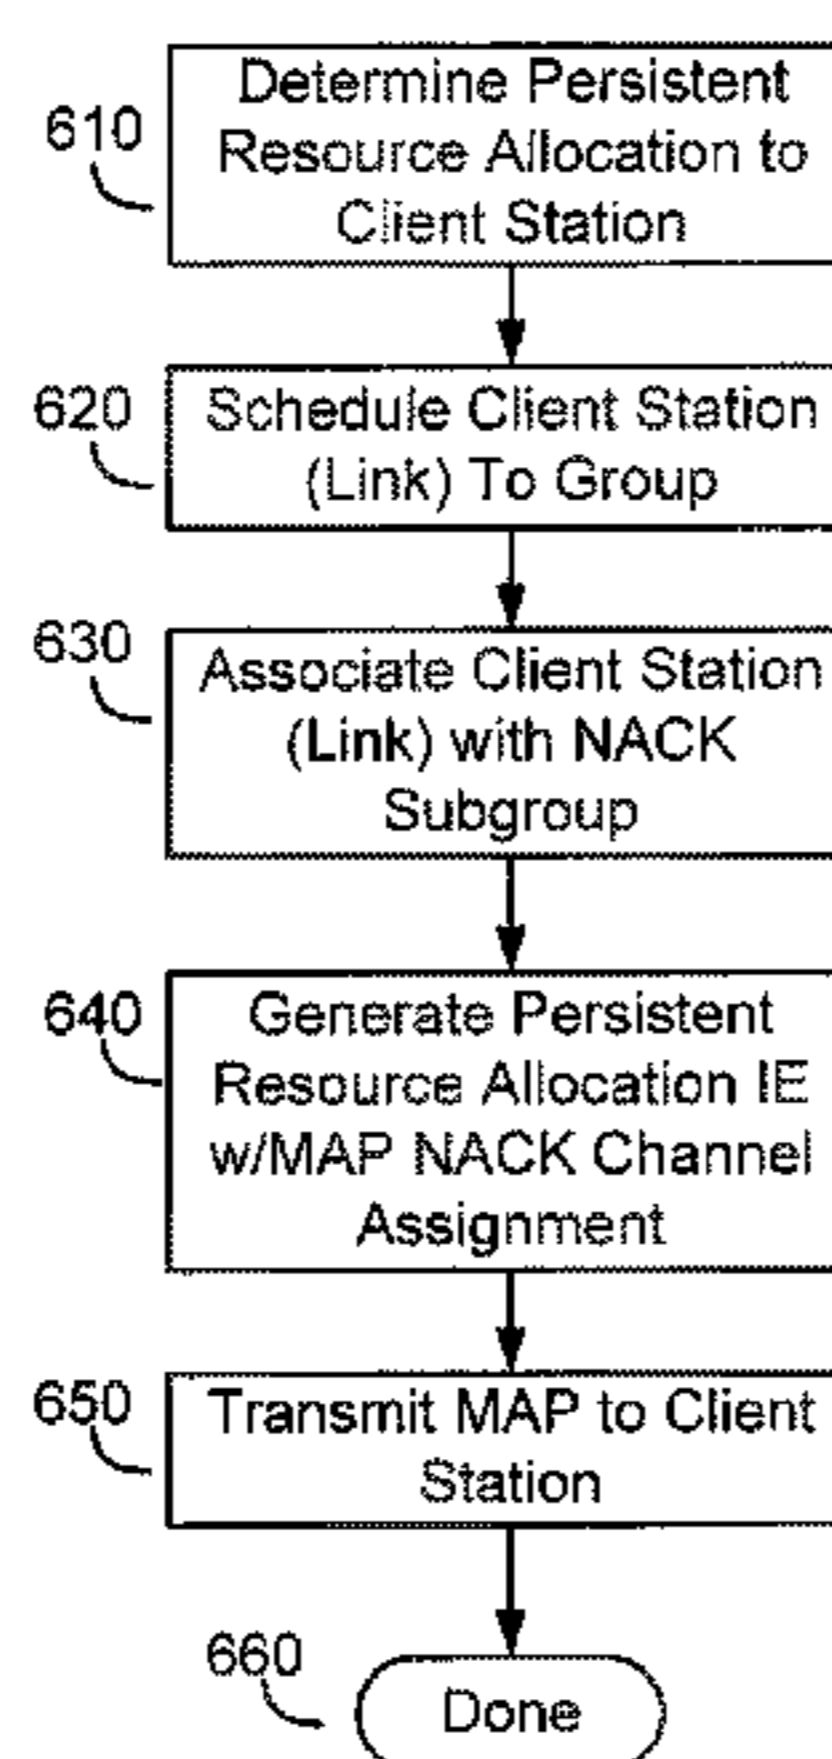 610
Determine Persistent
Resource Allocation to
Client Station
620
Schedule Client Station
(Link) To Group
630
Associate Client Station
(Link) with NACK
Subgroup
640
Generate Persistent
Resource Allocation IE
w/MAP NACK Channel
Assignment
650
Transmit MAP to Client
Station
660
Done